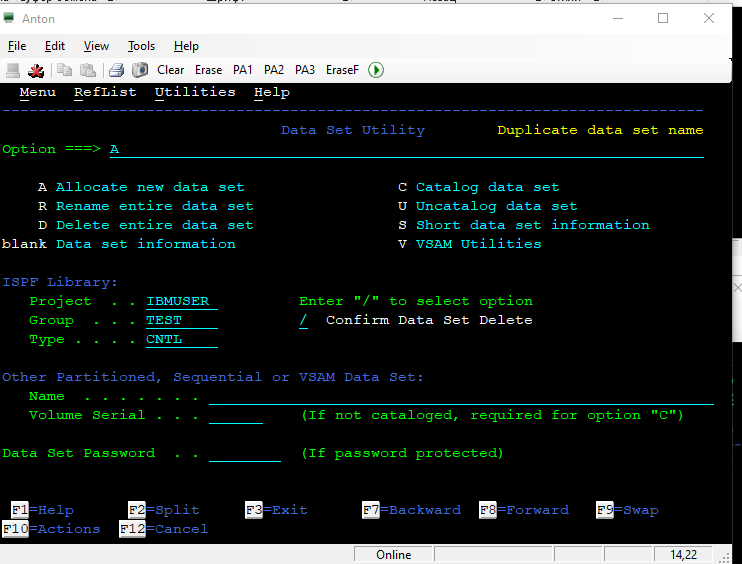 Anton
File Edit View Tools Help
Clear Erase PA1 PA2 PA3 EraseF
Menu RefList Utilities Help
Data Set Utility Duplicate data set name
Option ===> A
A Allocate new data set C Catalog data set
R Rename entire data set U Uncatalog data set
D Delete entire data set S Short data set information
blank Data set information V VSAM Utilities
ISPF Library:
Project . . IBMUSER Enter "/" to select option
Group . . . TEST / Confirm Data Set Delete
Type . . . . CNTL
Other Partitioned, Sequential or VSAM Data Set:
Name . . . . . . .
Volume Serial . . . (If not cataloged, required for option "C")
Data Set Password . . (If password protected)
F1=Help F2=Split F3=Exit F7=Backward F8=Forward F9=Swap
F10=Actions F12=Cancel
Online 14,22